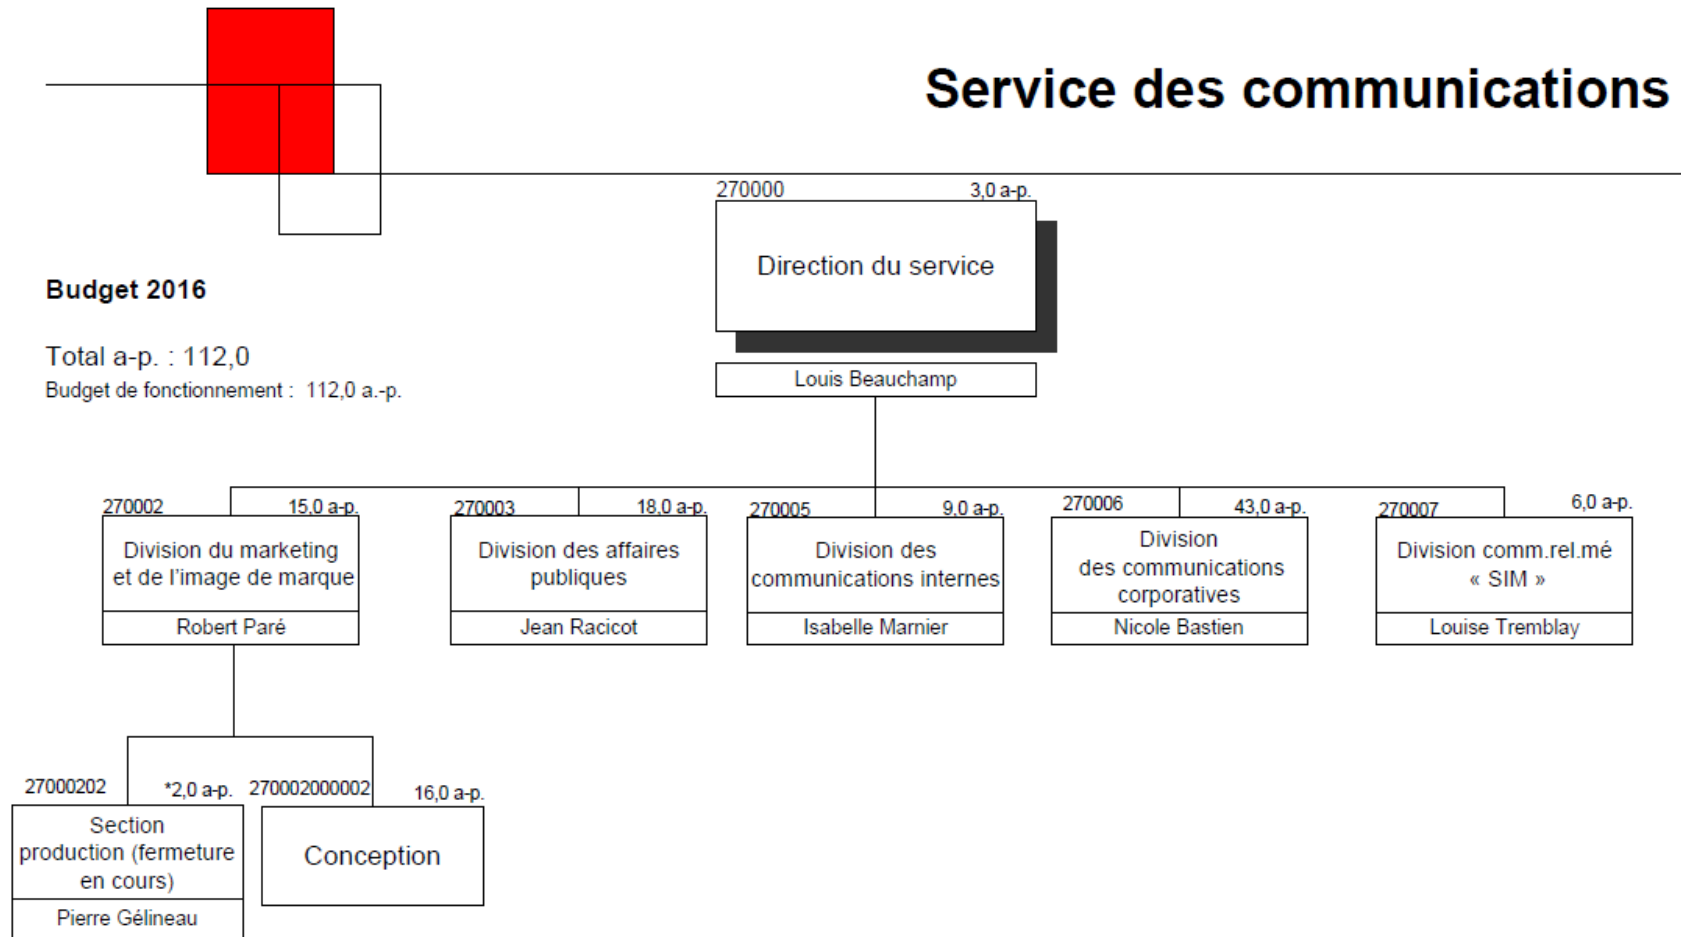 Service des communications
270000 3,0 a-p.
Direction du service
Louis Beauchamp
Budget 2016
Total a-p. : 112,0
Budget de fonctionnement : 112,0 a.-p.
270002 15,0 a-p.
Division du marketing
et de l'image de marque
Robert Paré
270003 18,0 a-p.
Division des affaires
publiques
Jean Racicot
270005 9,0 a-p.
Division des
communications internes
Isabelle Marnier
270006 43,0 a-p.
Division
des communications
corporatives
Nicole Bastien
270007 6,0 a-p.
Division comm.rel.mé
« SIM »
Louise Tremblay
27000202 *2,0 a-p.
Section
production (fermeture
en cours)
Pierre Gélineau
270002000002 16,0 a-p.
Conception